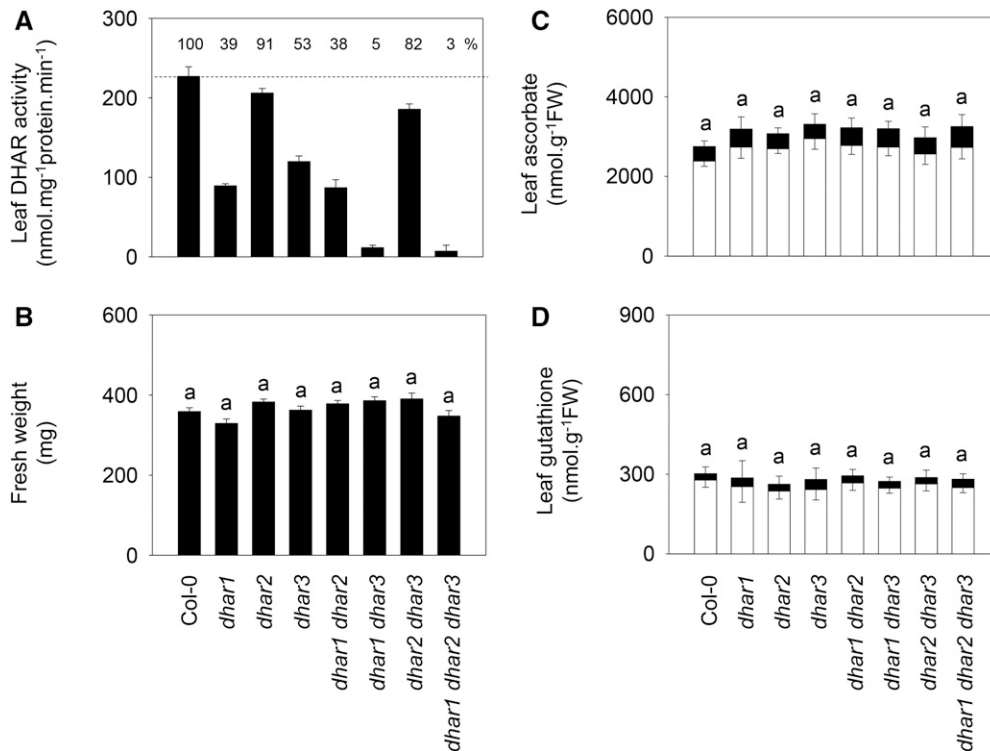 A
Leaf DHAR activity
(nmol.mg⁻¹protein.min⁻¹)
300
200
100
0
100 39 91 53 38 5 82 3 %
B
Fresh weight
(mg)
600
400
200
0
a a a a a a a a
Col-0
dhar1
dhar2
dhar3
dhar1 dhar2
dhar1 dhar3
dhar2 dhar3
dhar1 dhar2 dhar3
C
Leaf ascorbate
(nmol.g⁻¹FW)
6000
4000
2000
0
a a a a a a a a
D
Leaf gutathione
(nmol.g⁻¹FW)
900
600
300
0
a a a a a a a a
Col-0
dhar1
dhar2
dhar3
dhar1 dhar2
dhar1 dhar3
dhar2 dhar3
dhar1 dhar2 dhar3